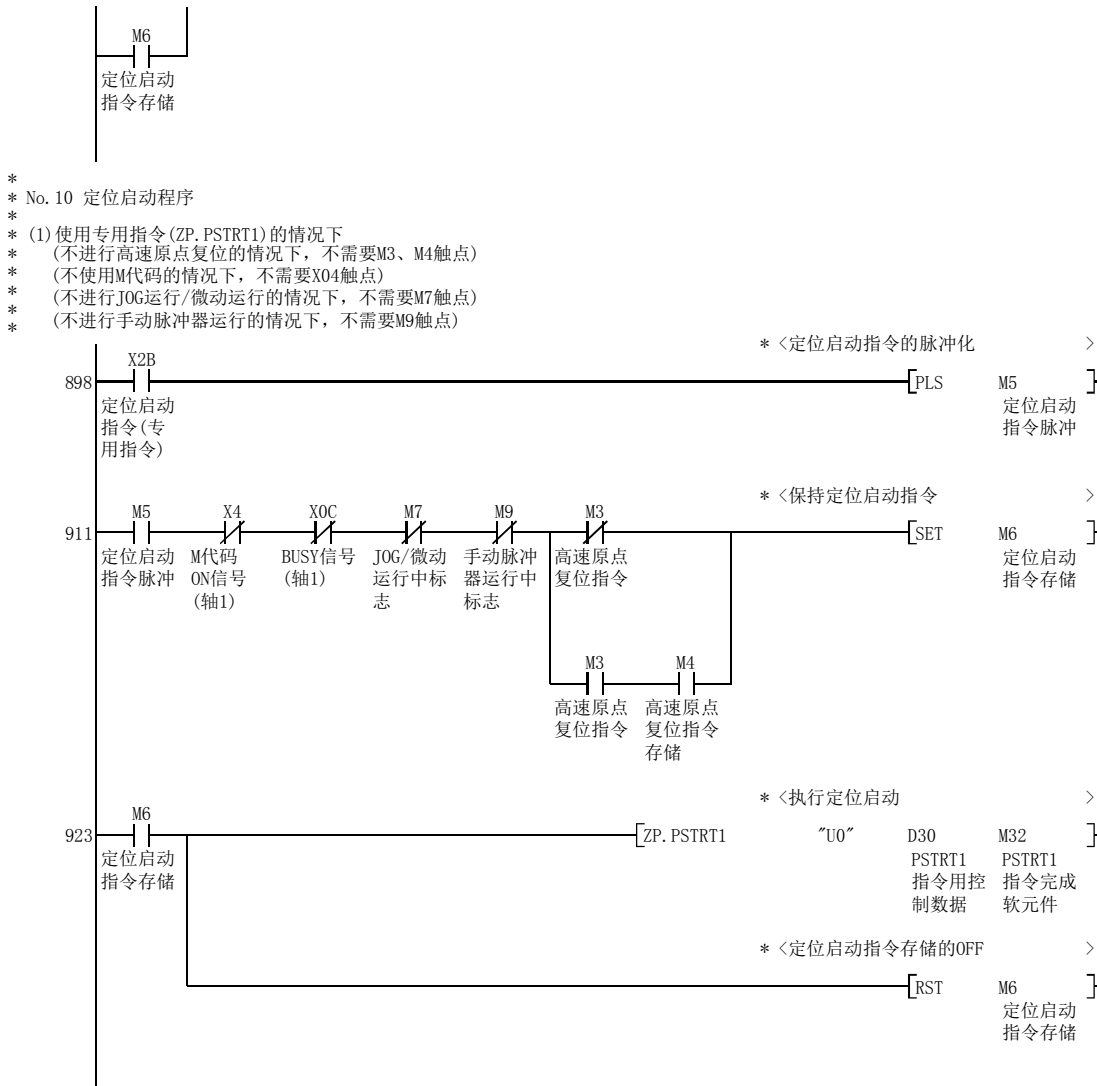 M6
定位启动
指令存储
*
* No.10 定位启动程序
*
* (1)使用专用指令(ZP.PSTRT1)的情况下
* (不进行高速原点复位的情况下，不需要M3、M4触点)
* (不使用M代码的情况下，不需要X04触点)
* (不进行JOG运行/微动运行的情况下，不需要M7触点)
* (不进行手动脉冲器运行的情况下，不需要M9触点)
*
* <定位启动指令的脉冲化 >
X2B
898 PLS M5
定位启动 定位启动
指令(专 指令脉冲
用指令)
* <保持定位启动指令 >
M5 X4 X0C M7 M9 M3
911 SET M6
定位启动 M代码 BUSY信号 JOG/微动 手动脉冲 高速原点 定位启动
指令脉冲 ON信号 (轴1) 运行中标 器运行中 复位指令 指令存储
(轴1) 志 标志
M3 M4
高速原点 高速原点
复位指令 复位指令
存储
* <执行定位启动 >
M6
923 ZP.PSTRT1 "U0" D30 M32
定位启动 PSTRT1 PSTRT1
指令存储 指令用控 指令完成
制数据 软元件
* <定位启动指令存储的OFF >
RST M6
定位启动
指令存储